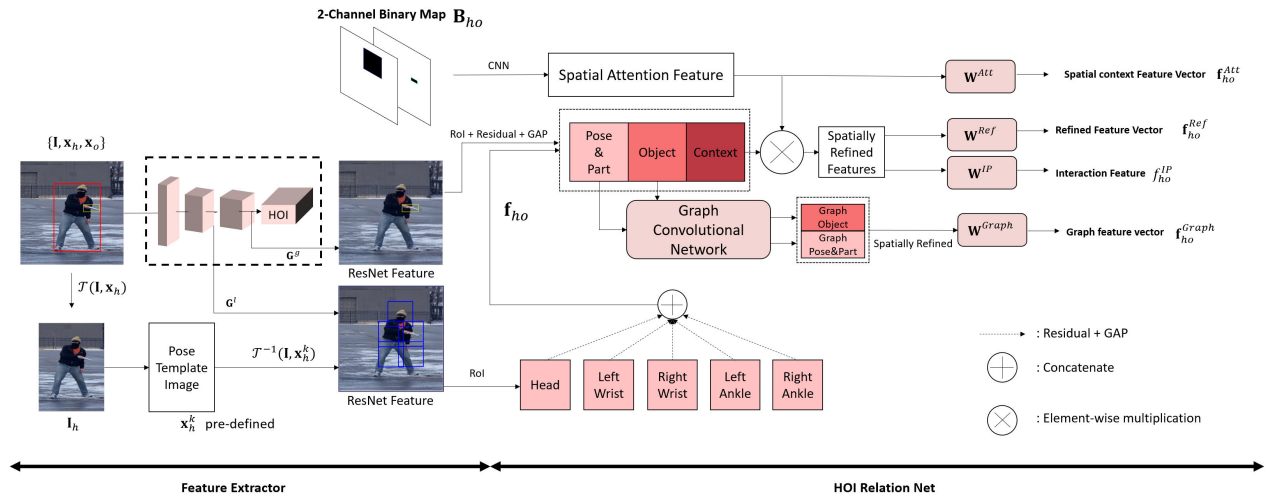 2-Channel Binary Map B_ho
CNN
Spatial Attention Feature
W^Att
Spatial context Feature Vector f_ho^Att
{I, x_h, x_o}
RoI + Residual + GAP
Pose
&
Part
Object
Context
Spatially
Refined
Features
W^Ref
Refined Feature Vector f_ho^Ref
W^IP
Interaction Feature f_ho^IP
HOI
G^g
ResNet Feature
f_ho
Graph
Convolutional
Network
Graph
Object
Graph
Pose&Part
Spatially Refined
W^Graph
Graph feature vector f_ho^Graph
𝒯(I, x_h)
G^l
Pose
Template
Image
𝒯^-1(I, x_h^k)
ResNet Feature
I_h
x_h^k pre-defined
RoI
Head
Left
Wrist
Right
Wrist
Left
Ankle
Right
Ankle
: Residual + GAP
: Concatenate
: Element-wise multiplication
Feature Extractor
HOI Relation Net